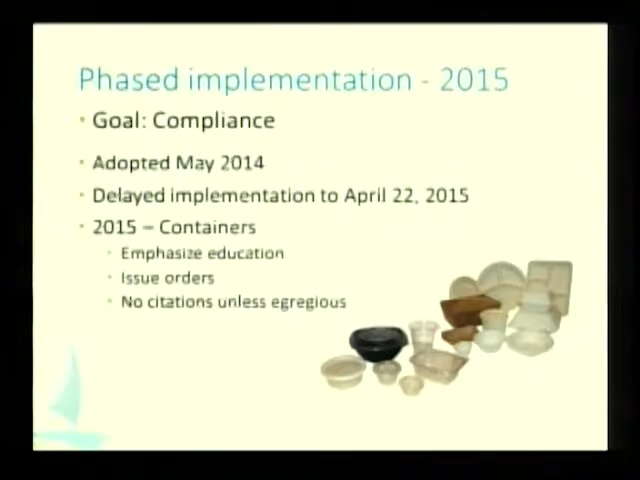 Phased implementation - 2015
Goal: Compliance
Adopted May 2014
Delayed implementation to April 22, 2015
2015 – Containers
Emphasize education
Issue orders
No citations unless egregious